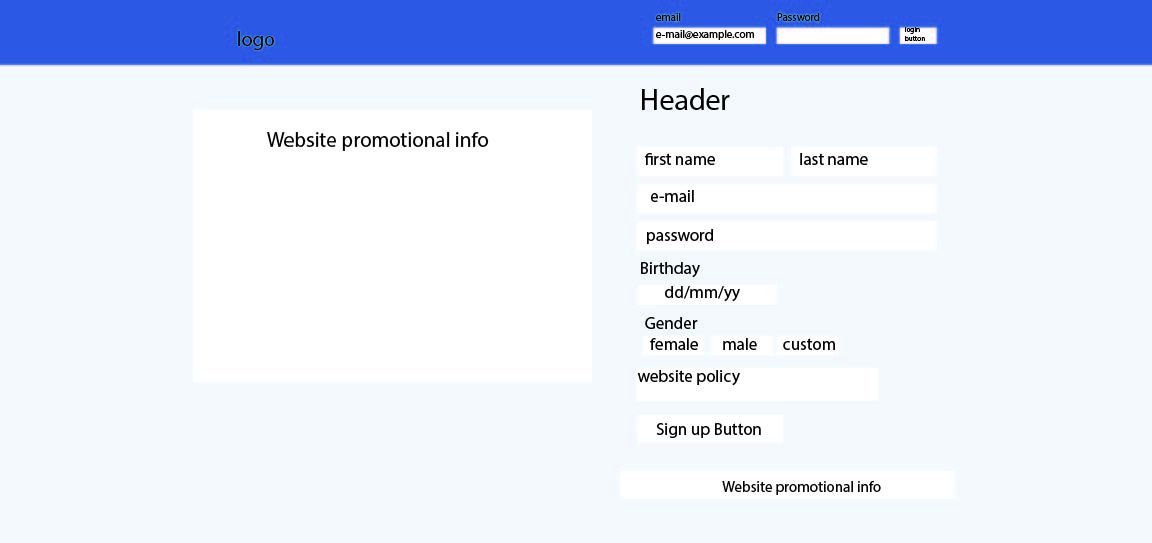 logo
email
Password
e-mail@example.com
login
button
Header
Website promotional info
first name
last name
e-mail
password
Birthday
dd/mm/yy
Gender
female
male
custom
website policy
Sign up Button
Website promotional info